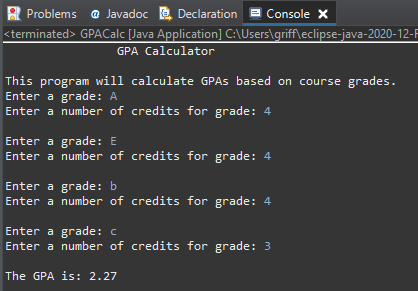 Problems @ Javadoc Declaration Console
<terminated> GPACalc [Java Application] C:\Users\griff\eclipse-java-2020-12-
GPA Calculator
This program will calculate GPAs based on course grades.
Enter a grade: A
Enter a number of credits for grade: 4
Enter a grade: E
Enter a number of credits for grade: 4
Enter a grade: b
Enter a number of credits for grade: 4
Enter a grade: c
Enter a number of credits for grade: 3
The GPA is: 2.27